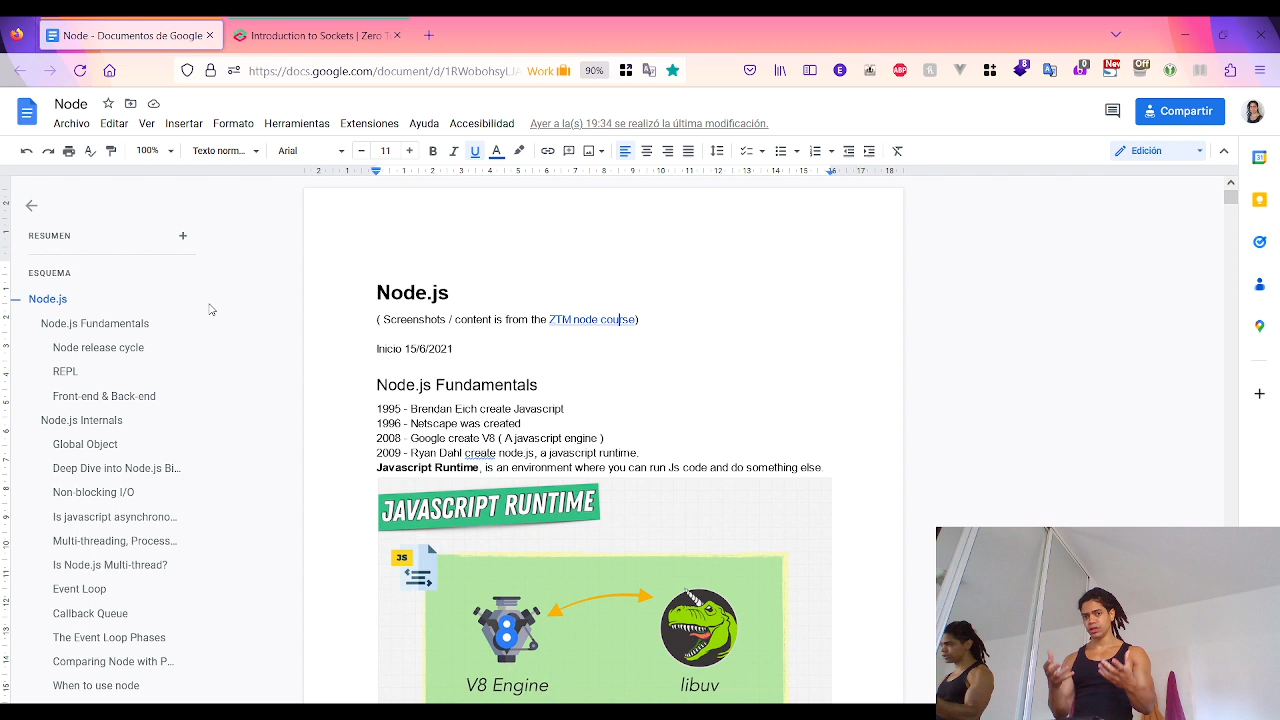 Node - Documentos de Google
Introduction to Sockets | Zero T
https://docs.google.com/document/d/1RWobohsyLJA
Work
90%
8
ABP
New
Off
Node
Archivo Editar Ver Insertar Formato Herramientas Extensiones Ayuda Accesibilidad
Ayer a la(s) 19:34 se realizó la última modificación.
Compartir
100%
Texto norm...
Arial
11
Edición
RESUMEN
ESQUEMA
Node.js
Node.js Fundamentals
Node release cycle
REPL
Front-end & Back-end
Node.js Internals
Global Object
Deep Dive into Node.js Bi...
Non-blocking I/O
Is javascript asynchrono...
Multi-threading, Process...
Is Node.js Multi-thread?
Event Loop
Callback Queue
The Event Loop Phases
Comparing Node with P...
When to use node
Node.js
( Screenshots / content is from the ZTM node course)
Inicio 15/6/2021
Node.js Fundamentals
1995 - Brendan Eich create Javascript
1996 - Netscape was created
2008 - Google create V8 ( A javascript engine )
2009 - Ryan Dahl create node.js, a javascript runtime.
Javascript Runtime, is an environment where you can run Js code and do something else.
JAVASCRIPT RUNTIME
JS
8
V8 Engine
libuv